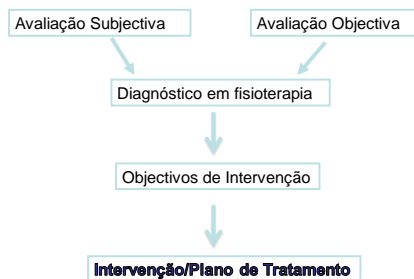 Avaliação Subjectiva
Avaliação Objectiva
Diagnóstico em fisioterapia
Objectivos de Intervenção
Intervenção/Plano de Tratamento